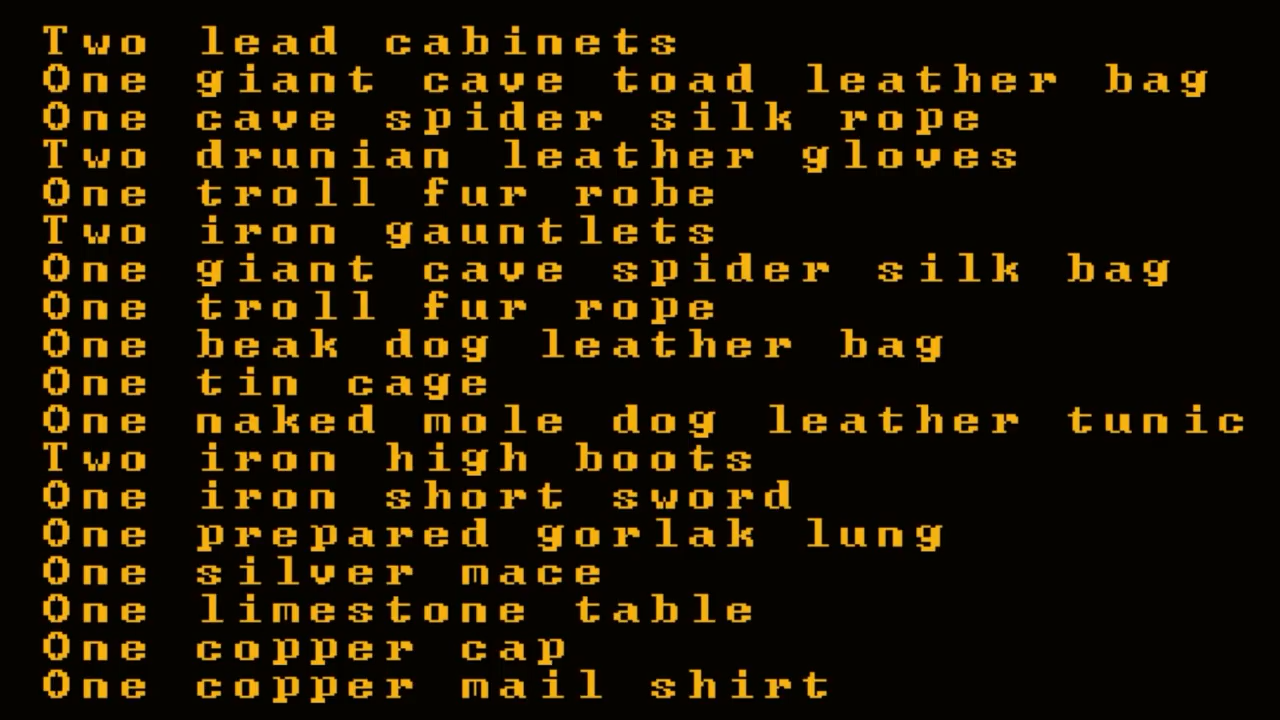 Two lead cabinets
One giant cave toad leather bag
One cave spider silk rope
Two drunian leather gloves
One troll fur robe
Two iron gauntlets
One giant cave spider silk bag
One troll fur rope
One beak dog leather bag
One tin cage
One naked mole dog leather tunic
Two iron high boots
One iron short sword
One prepared gorlak lung
One silver mace
One limestone table
One copper cap
One copper mail shirt